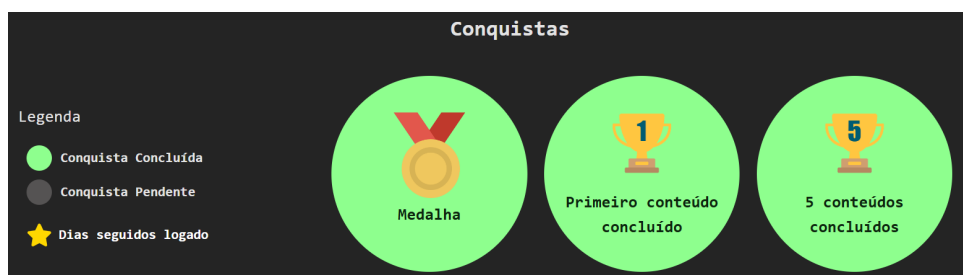 Conquistas
Legenda
Conquista Concluída
Conquista Pendente
Dias seguidos logado
Medalha
1
Primeiro conteúdo
concluído
5
5 conteúdos
concluídos